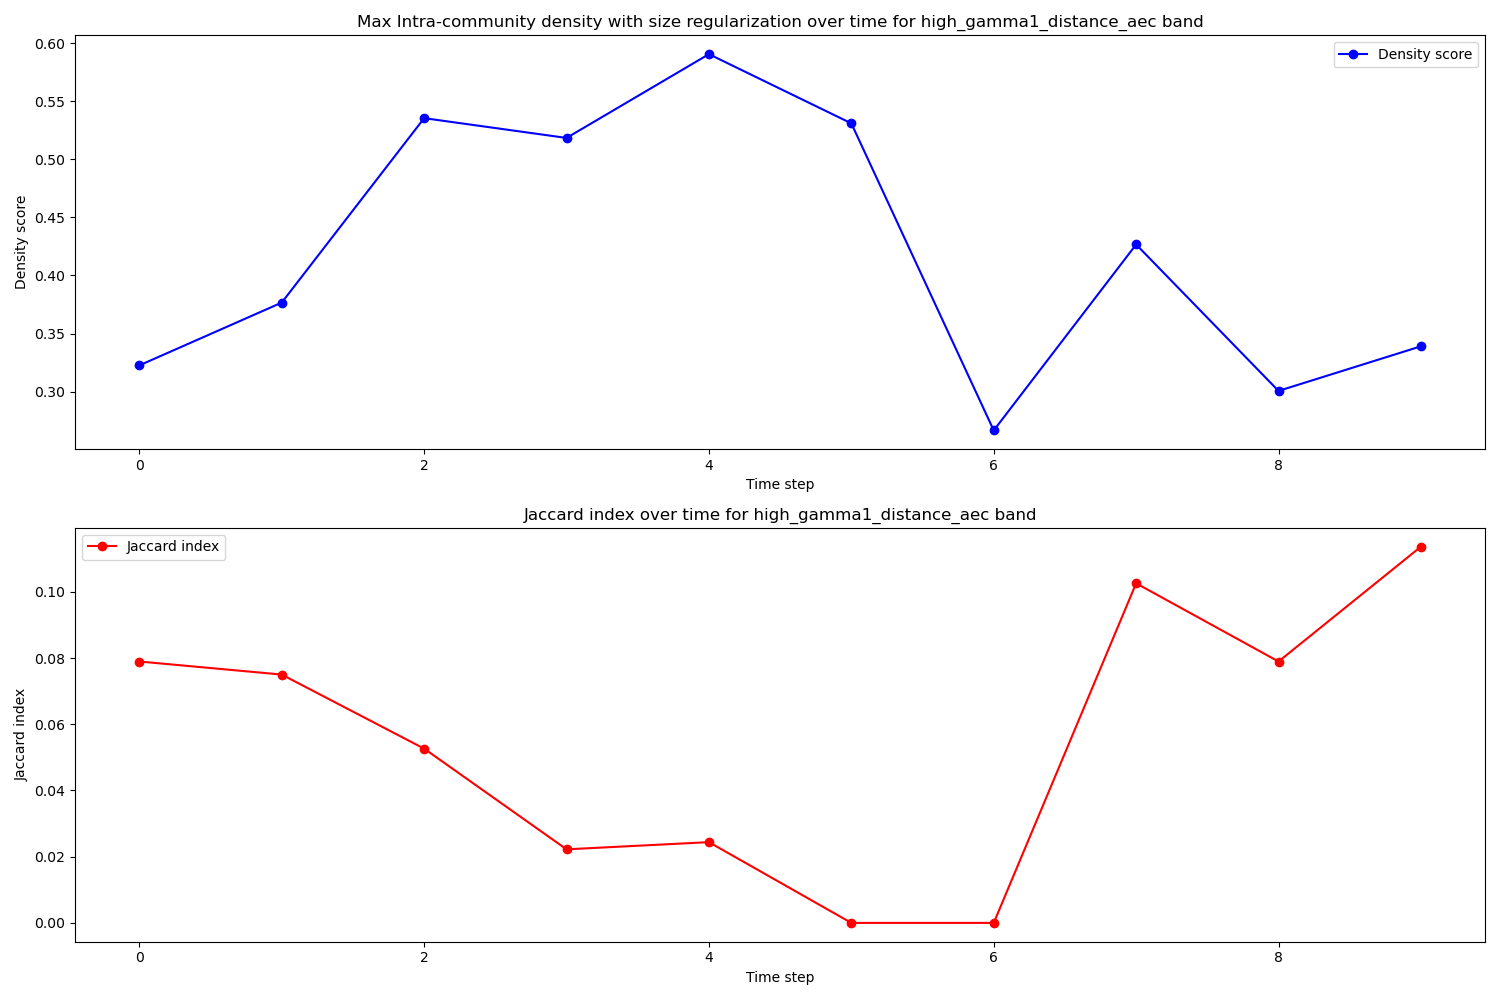 Max Intra-community density with size regularization over time for high_gamma1_distance_aec band
Density score
0.60
0.55
0.50
0.45
0.40
0.35
0.30
Density score
0 2 4 6 8
Time step
Jaccard index over time for high_gamma1_distance_aec band
Jaccard index
0.10
0.08
0.06
0.04
0.02
0.00
Jaccard index
0 2 4 6 8
Time step